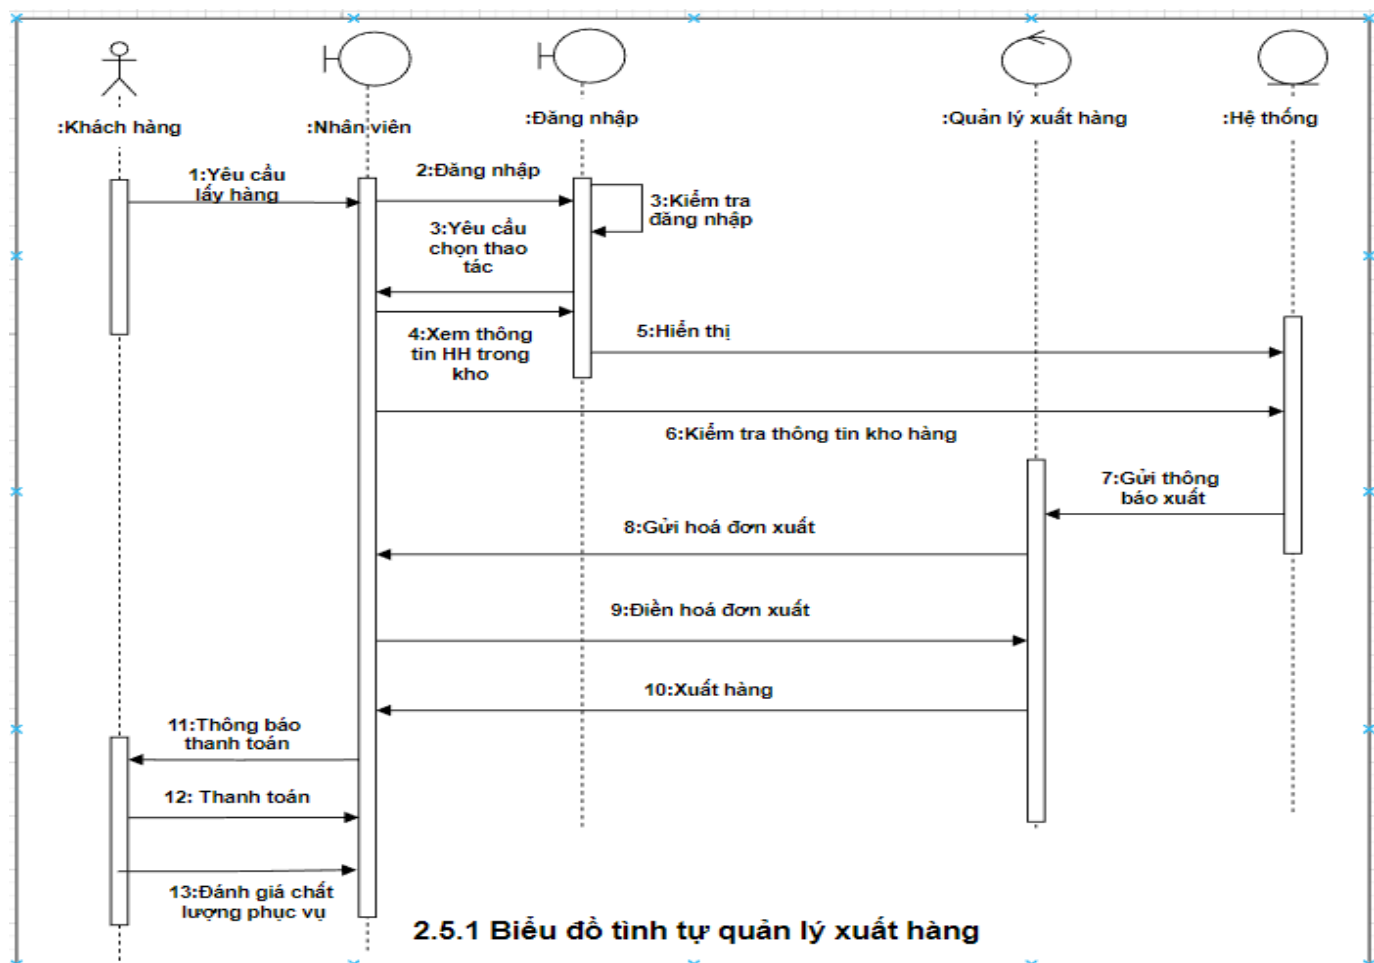 :Khách hàng
:Nhân viên
:Đăng nhập
:Quản lý xuất hàng
:Hệ thống
1:Yêu cầu
lấy hàng
2:Đăng nhập
3:Kiểm tra
đăng nhập
3:Yêu cầu
chọn thao
tác
4:Xem thông
tin HH trong
kho
5:Hiển thị
6:Kiểm tra thông tin kho hàng
7:Gửi thông
báo xuất
8:Gửi hoá đơn xuất
9:Điền hoá đơn xuất
10:Xuất hàng
11:Thông báo
thanh toán
12: Thanh toán
13:Đánh giá chất
lượng phục vụ
2.5.1 Biểu đồ tình tự quản lý xuất hàng